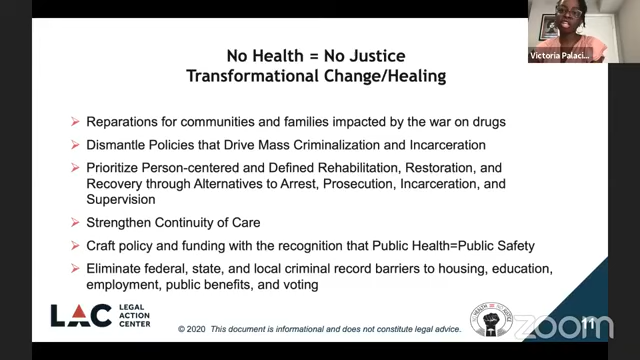 No Health = No Justice
Transformational Change/Healing
Victoria Palaci...
Reparations for communities and families impacted by the war on drugs
Dismantle Policies that Drive Mass Criminalization and Incarceration
Prioritize Person-centered and Defined Rehabilitation, Restoration, and
Recovery through Alternatives to Arrest, Prosecution, Incarceration, and
Supervision
Strengthen Continuity of Care
Craft policy and funding with the recognition that Public Health=Public Safety
Eliminate federal, state, and local criminal record barriers to housing, education,
employment, public benefits, and voting
LAC
LEGAL
ACTION
CENTER
© 2020 This document is informational and does not constitute legal advice.
11
zoom